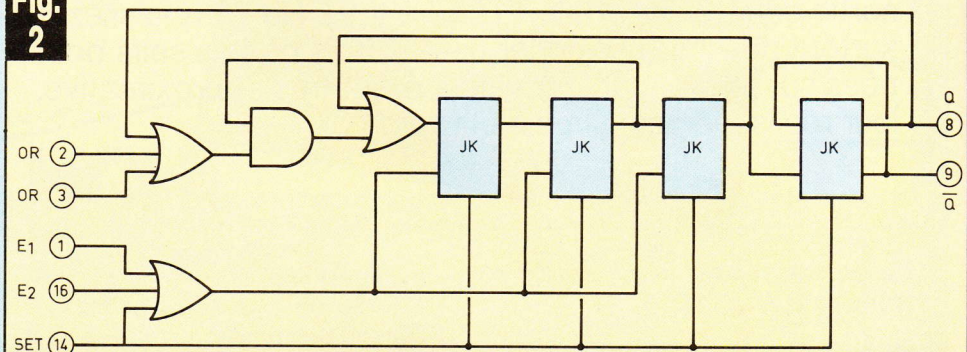 Fig.
2
OR 2
OR 3
E1 1
E2 16
SET 14
JK
JK
JK
JK
Q
8
9
Q̅